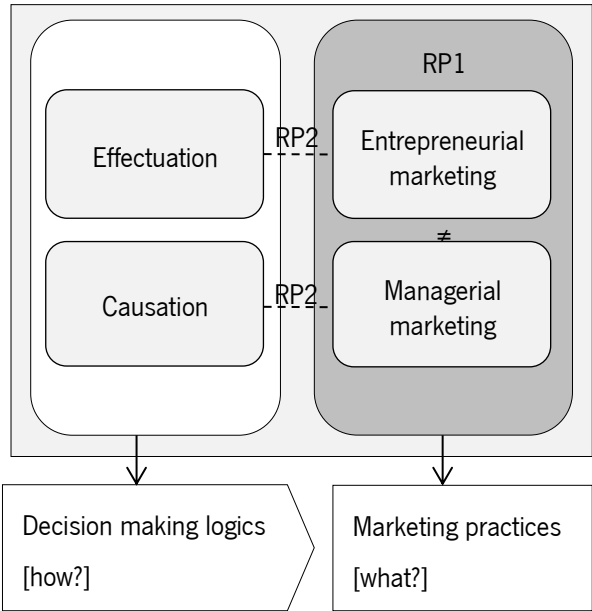 RP1
Effectuation
RP2
Entrepreneurial
marketing
≠
Causation
RP2
Managerial
marketing
Decision making logics
[how?]
Marketing practices
[what?]